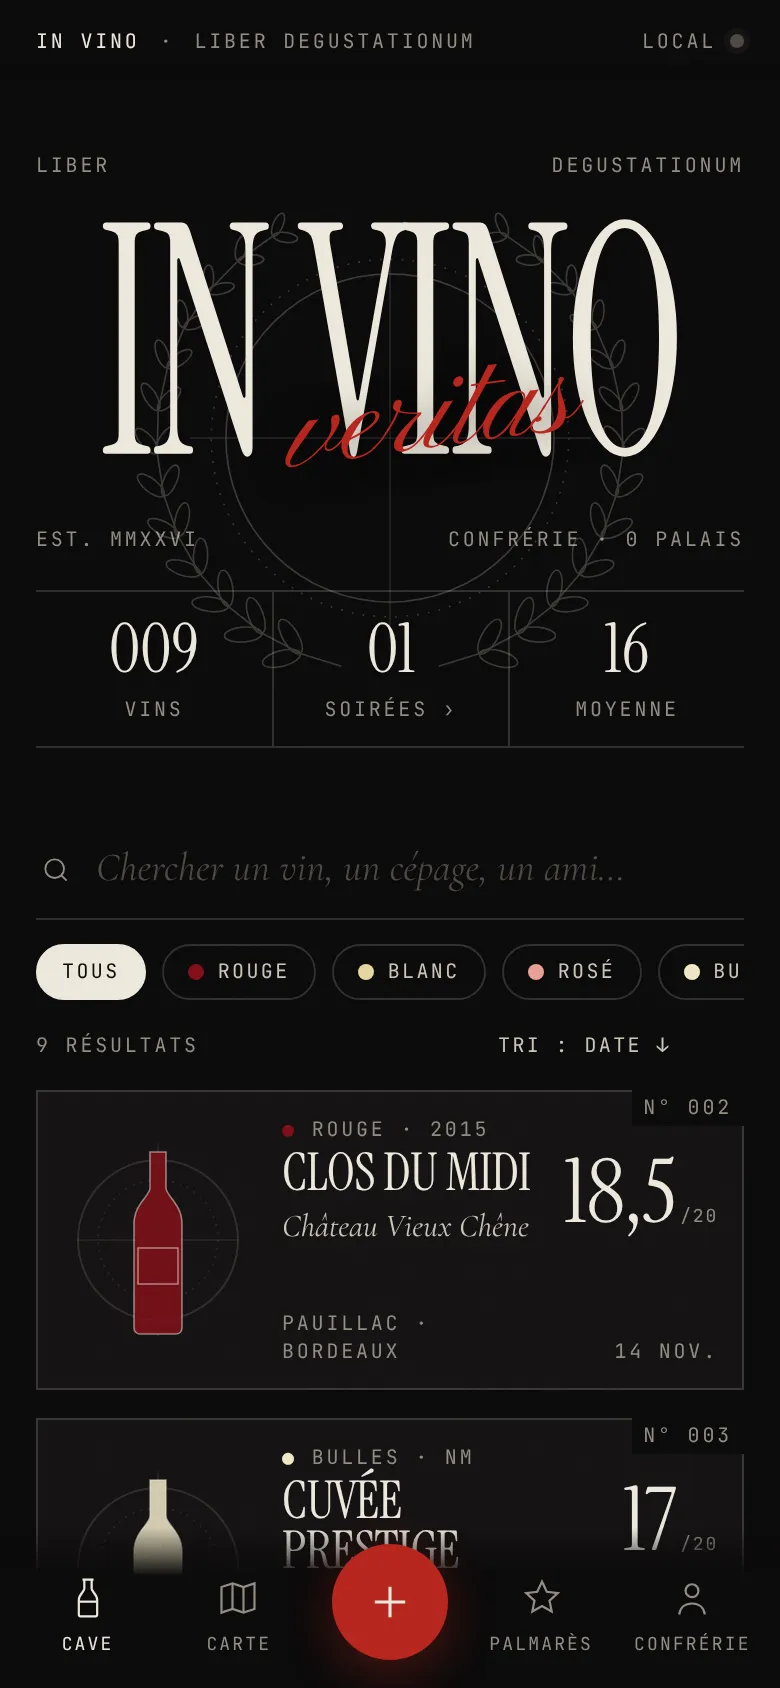 IN VINO · LIBER DEGUSTATIONUM LOCAL
LIBER DEGUSTATIONUM
IN VINO
veritas
EST. MMXXVI CONFRÉRIE · 0 PALAIS
009 01 16
VINS SOIRÉES › MOYENNE
Chercher un vin, un cépage, un ami...
TOUS ROUGE BLANC ROSÉ BU
9 RÉSULTATS TRI : DATE ↓
N° 002
ROUGE · 2015
CLOS DU MIDI 18,5/20
Château Vieux Chêne
PAUILLAC ·
BORDEAUX 14 NOV.
N° 003
BULLES · NM
CUVÉE
PRESTIGE 17/20
CAVE CARTE + PALMARÈS CONFRÉRIE